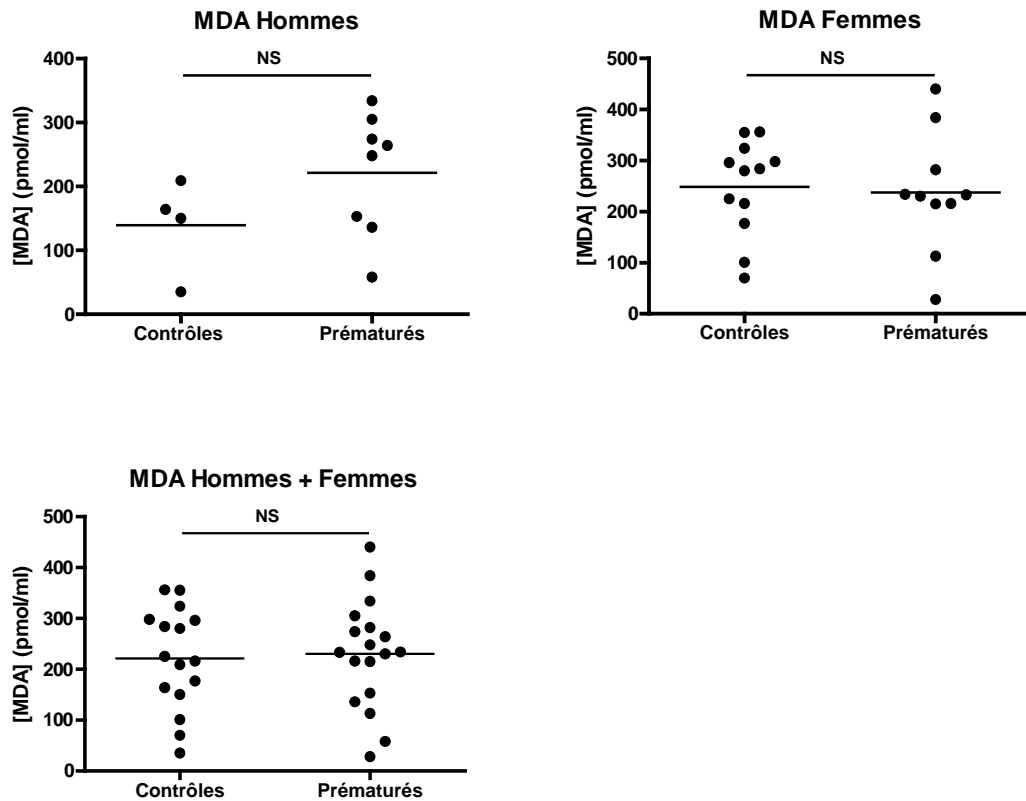 MDA Hommes
NS
[MDA] (pmol/ml)
400
300
200
100
0
Contrôles Prématurés
MDA Femmes
NS
[MDA] (pmol/ml)
500
400
300
200
100
0
Contrôles Prématurés
MDA Hommes + Femmes
NS
[MDA] (pmol/ml)
500
400
300
200
100
0
Contrôles Prématurés